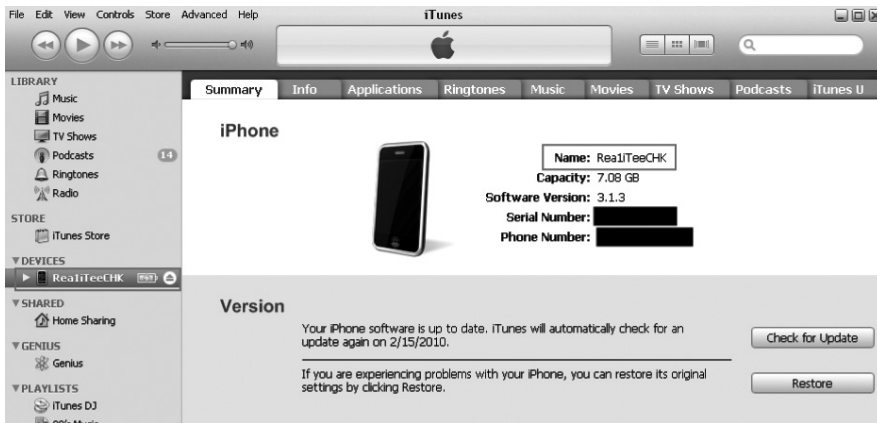 File Edit View Controls Store Advanced Help
iTunes
LIBRARY
Music
Movies
TV Shows
Podcasts 14
Ringtones
Radio
STORE
iTunes Store
DEVICES
Rea1iTeeCHK
SHARED
Home Sharing
GENIUS
Genius
PLAYLISTS
iTunes DJ
90's Music
Summary Info Applications Ringtones Music Movies TV Shows Podcasts iTunes U
iPhone
Name: Rea1iTeeCHK
Capacity: 7.08 GB
Software Version: 3.1.3
Serial Number:
Phone Number:
Version
Your iPhone software is up to date. iTunes will automatically check for an
update again on 2/15/2010.
Check for Update
If you are experiencing problems with your iPhone, you can restore its original
settings by clicking Restore.
Restore